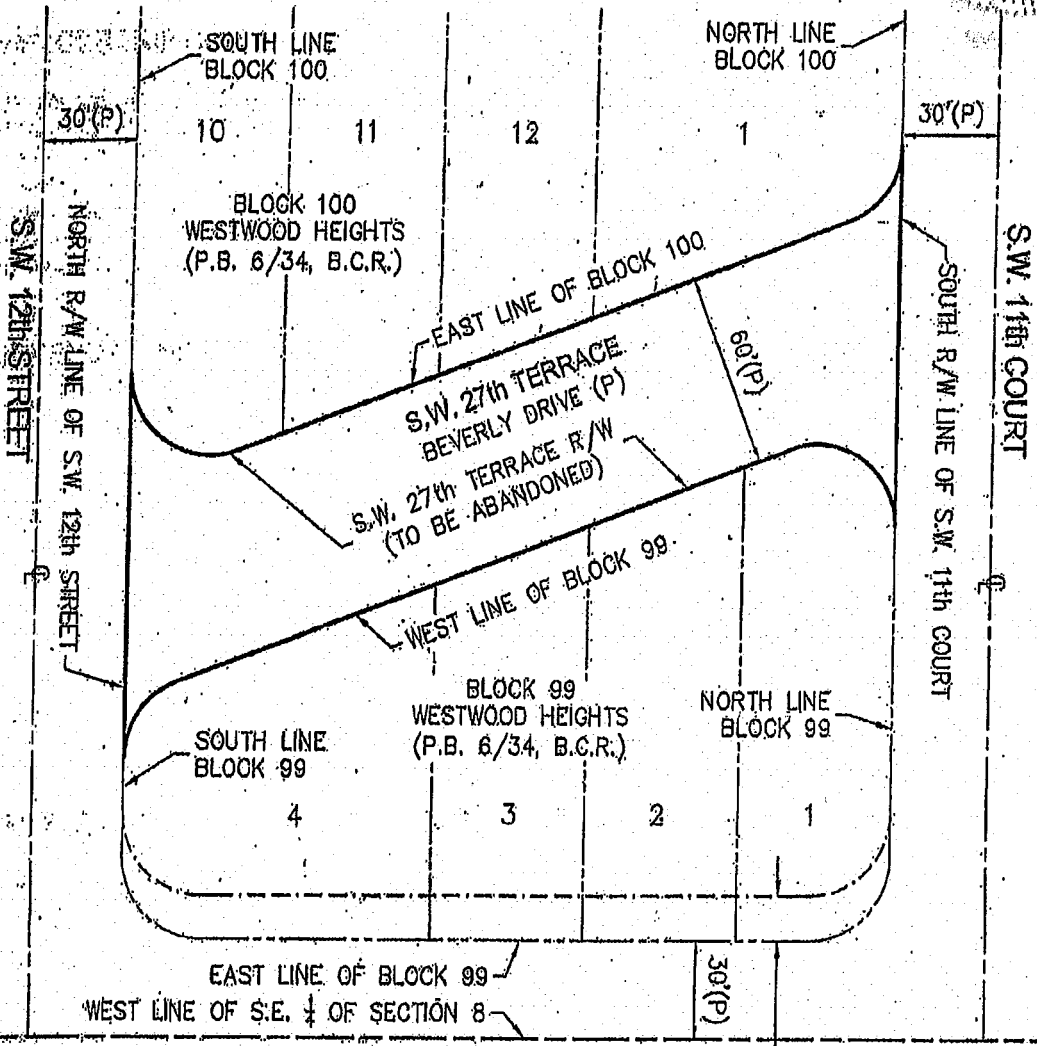 SOUTH LINE
BLOCK 100
NORTH LINE
BLOCK 100
30'(P)
30'(P)
10
11
12
1
BLOCK 100
WESTWOOD HEIGHTS
(P.B. 6/34, B.C.R.)
S.W. 12th STREET
NORTH R/W LINE OF S.W. 12th STREET
EAST LINE OF BLOCK 100
S.W. 27th TERRACE
BEVERLY DRIVE (P)
60'(P)
S.W. 27th TERRACE R/W
(TO BE ABANDONED)
SOUTH R/W LINE OF S.W. 11th COURT
S.W. 11th COURT
WEST LINE OF BLOCK 99
BLOCK 99
WESTWOOD HEIGHTS
(P.B. 6/34, B.C.R.)
NORTH LINE
BLOCK 99
SOUTH LINE
BLOCK 99
4
3
2
1
EAST LINE OF BLOCK 99
30'(P)
WEST LINE OF S.E. ¼ OF SECTION 8